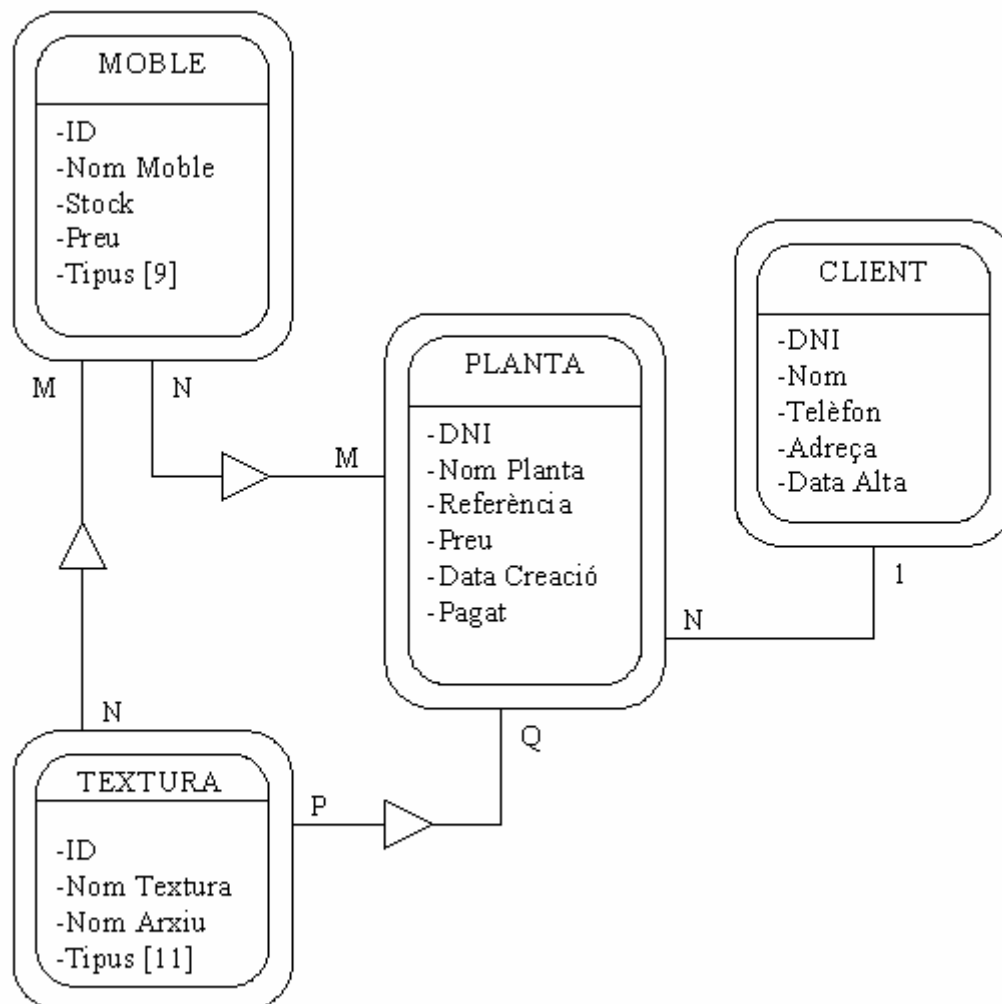 MOBLE
-ID
-Nom Moble
-Stock
-Preu
-Tipus [9]
M
N
M
PLANTA
-DNI
-Nom Planta
-Referència
-Preu
-Data Creació
-Pagat
CLIENT
-DNI
-Nom
-Telèfon
-Adreça
-Data Alta
1
N
Q
N
P
TEXTURA
-ID
-Nom Textura
-Nom Arxiu
-Tipus [11]